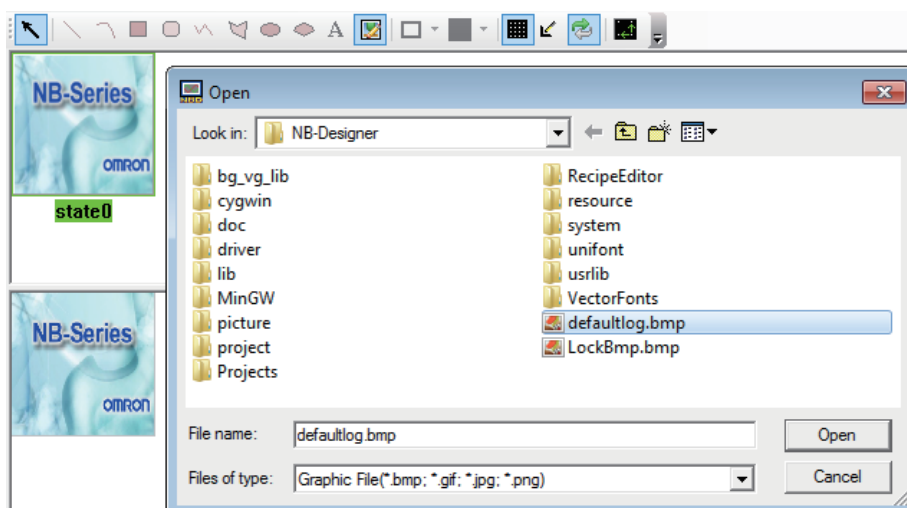 A
NB-Series
OMRON
state0
NB-Series
OMRON
Open
Look in: NB-Designer
bg_vg_lib
cygwin
doc
driver
lib
MinGW
picture
project
Projects
RecipeEditor
resource
system
unifont
usrlib
VectorFonts
defaultlog.bmp
LockBmp.bmp
File name: defaultlog.bmp Open
Files of type: Graphic File(*.bmp; *.gif; *.jpg; *.png) Cancel